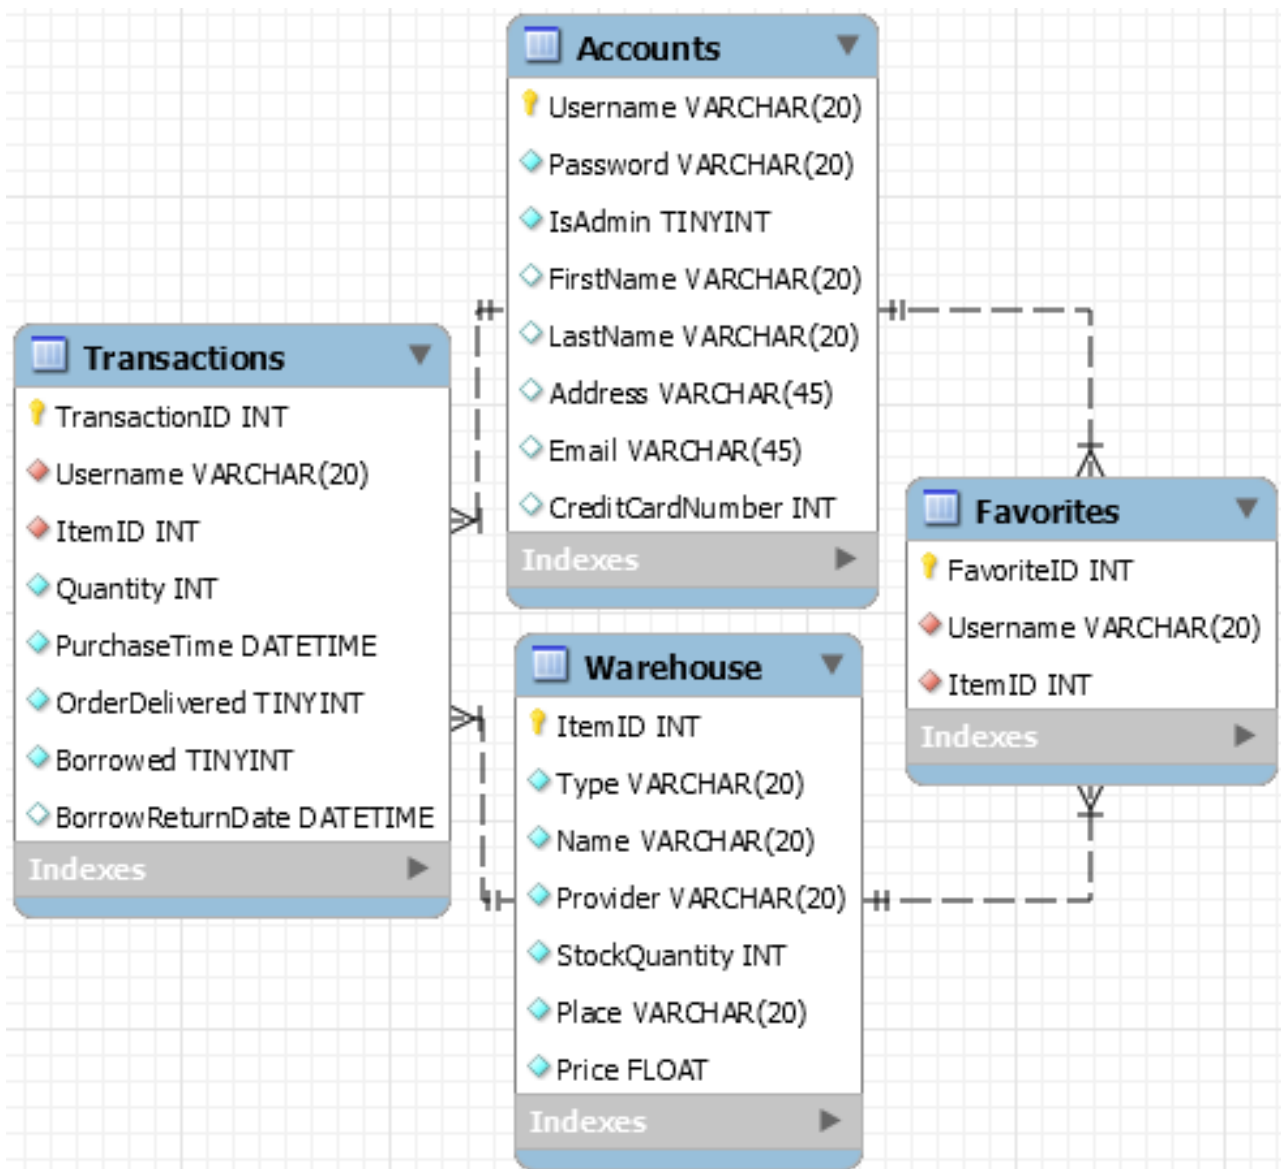 Accounts
Username VARCHAR(20)
Password VARCHAR(20)
IsAdmin TINYINT
FirstName VARCHAR(20)
LastName VARCHAR(20)
Address VARCHAR(45)
Email VARCHAR(45)
CreditCardNumber INT
Indexes
Transactions
TransactionID INT
Username VARCHAR(20)
ItemID INT
Quantity INT
PurchaseTime DATETIME
OrderDelivered TINYINT
Borrowed TINYINT
BorrowReturnDate DATETIME
Indexes
Favorites
FavoriteID INT
Username VARCHAR(20)
ItemID INT
Indexes
Warehouse
ItemID INT
Type VARCHAR(20)
Name VARCHAR(20)
Provider VARCHAR(20)
StockQuantity INT
Place VARCHAR(20)
Price FLOAT
Indexes